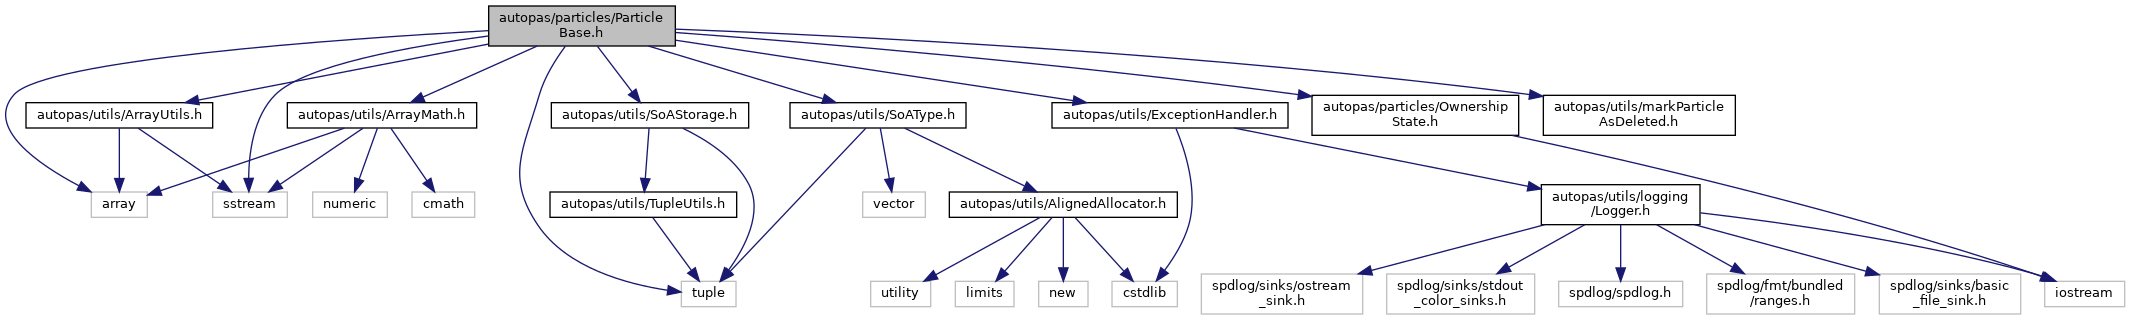 autopas/particles/Particle
Base.h
autopas/utils/ArrayUtils.h
autopas/utils/ArrayMath.h
autopas/utils/SoAStorage.h
autopas/utils/SoAType.h
autopas/utils/ExceptionHandler.h
autopas/particles/Ownership
State.h
autopas/utils/markParticle
AsDeleted.h
array
sstream
numeric
cmath
autopas/utils/TupleUtils.h
vector
autopas/utils/AlignedAllocator.h
autopas/utils/logging
/Logger.h
tuple
utility
limits
new
cstdlib
spdlog/sinks/ostream
_sink.h
spdlog/sinks/stdout
_color_sinks.h
spdlog/spdlog.h
spdlog/fmt/bundled
/ranges.h
spdlog/sinks/basic
_file_sink.h
iostream